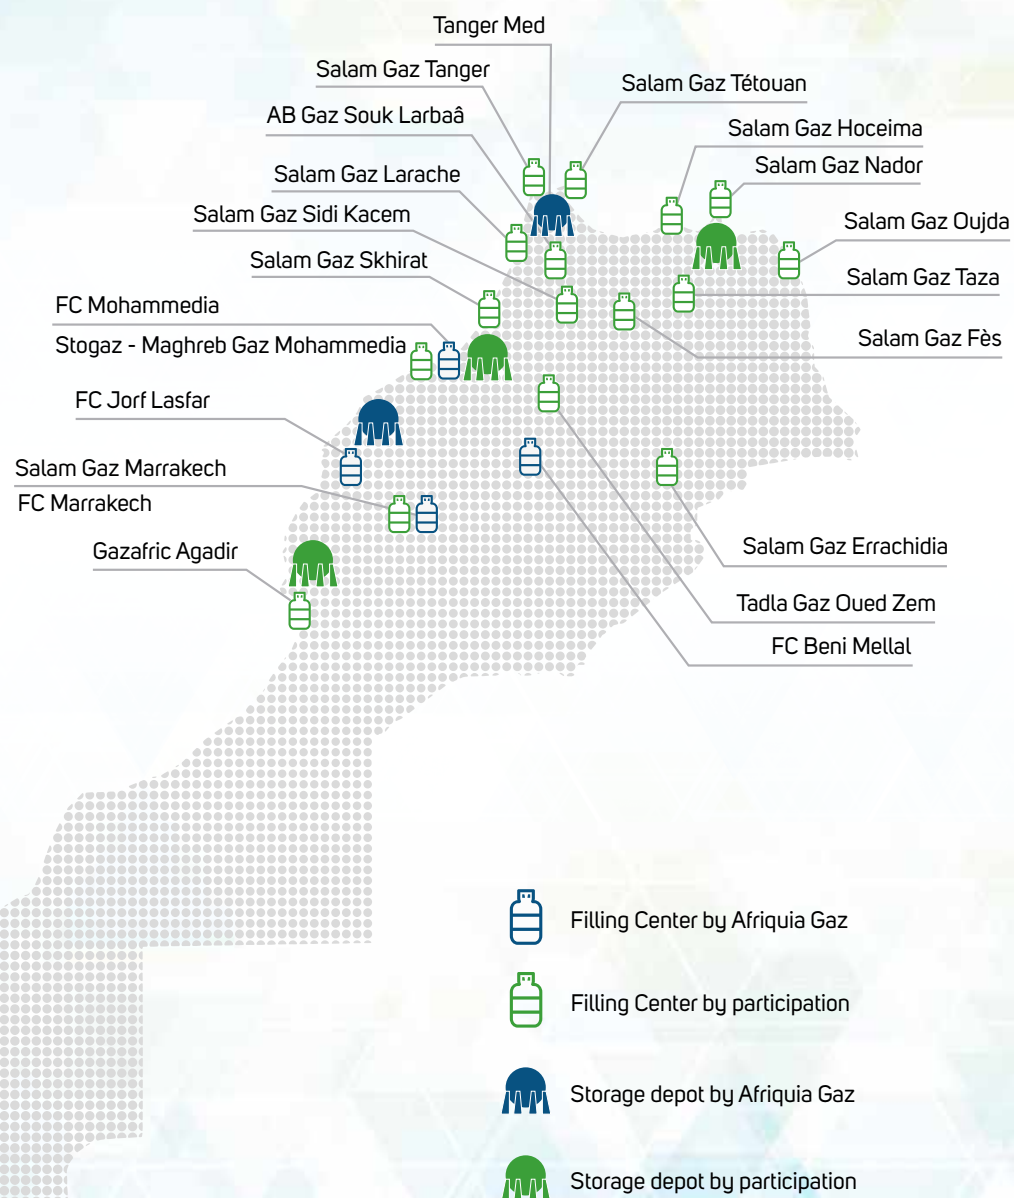 Tanger Med
Salam Gaz Tanger
Salam Gaz Tétouan
AB Gaz Souk Larbaâ
Salam Gaz Hoceima
Salam Gaz Larache
Salam Gaz Nador
Salam Gaz Sidi Kacem
Salam Gaz Oujda
Salam Gaz Skhirat
Salam Gaz Taza
FC Mohammedia
Salam Gaz Fès
Stogaz - Maghreb Gaz Mohammedia
FC Jorf Lasfar
Salam Gaz Marrakech
FC Marrakech
Gazafric Agadir
Salam Gaz Errachidia
Tadla Gaz Oued Zem
FC Beni Mellal
Filling Center by Afriquia Gaz
Filling Center by participation
Storage depot by Afriquia Gaz
Storage depot by participation